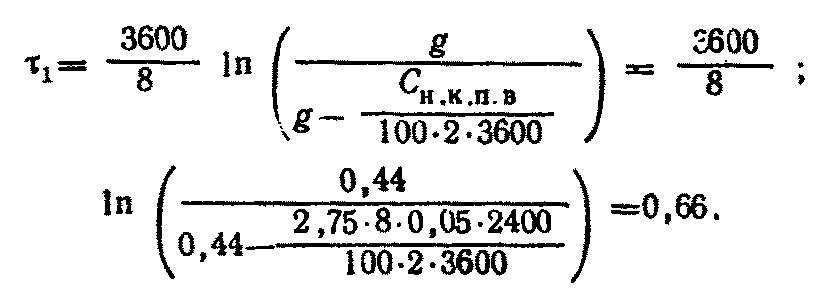 τ₁= 3600/8 ln (g/(g− C н.к.п.в/(100·2·3600))) = 3600/8 ;
ln (0,44/(0,44− 2,75·8·0,05·2400/(100·2·3600))) =0,66.